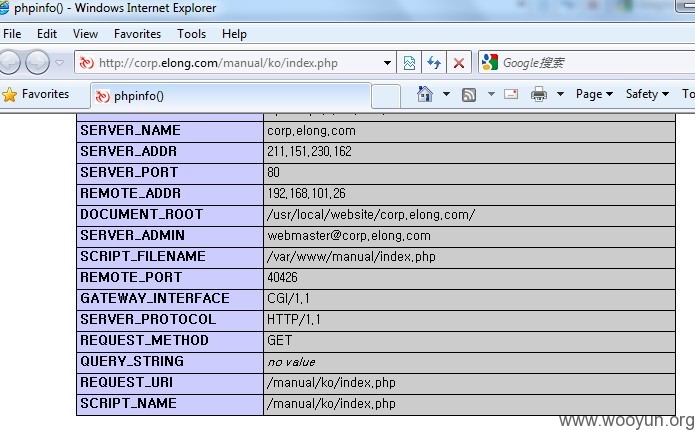 phpinfo() - Windows Internet Explorer
File Edit View Favorites Tools Help
http://corp.elong.com/manual/ko/index.php Google搜索
Favorites phpinfo() Page Safety To
SERVER_NAME corp.elong.com
SERVER_ADDR 211.151.230.162
SERVER_PORT 80
REMOTE_ADDR 192.168.101.26
DOCUMENT_ROOT /usr/local/website/corp.elong.com/
SERVER_ADMIN webmaster@corp.elong.com
SCRIPT_FILENAME /var/www/manual/index.php
REMOTE_PORT 40426
GATEWAY_INTERFACE CGI/1.1
SERVER_PROTOCOL HTTP/1.1
REQUEST_METHOD GET
QUERY_STRING no value
REQUEST_URI /manual/ko/index.php
SCRIPT_NAME /manual/ko/index.php
www.wooyun.org